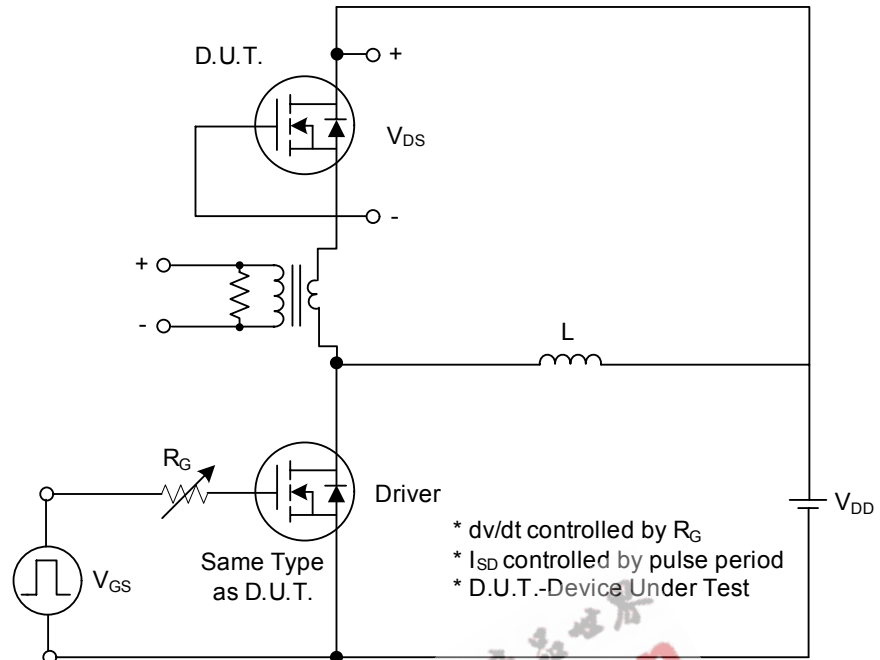 D.U.T.
+
VDS
-
+
-
L
RG
Driver
VDD
VGS
Same Type
as D.U.T.
* dv/dt controlled by RG
* ISD controlled by pulse period
* D.U.T.-Device Under Test